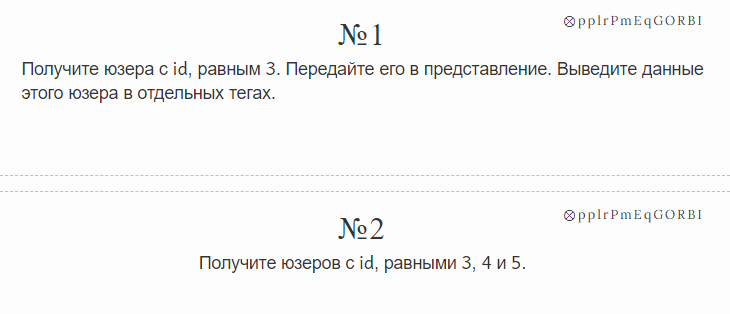 ⊗pplrPmEqGORBI
№1
Получите юзера с id, равным 3. Передайте его в представление. Выведите данные
этого юзера в отдельных тегах.
⊗pplrPmEqGORBI
№2
Получите юзеров с id, равными 3, 4 и 5.